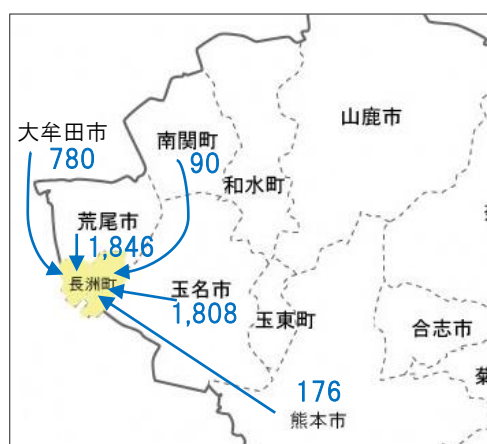 山鹿市
大牟田市
780
南関町
90
和水町
荒尾市
1,846
長洲町
玉名市
1,808
玉東町
合志市
176
熊本市